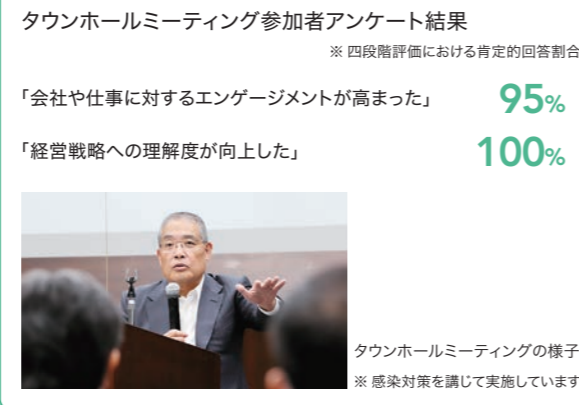 タウンホールミーティング参加者アンケート結果
※ 四段階評価における肯定的回答割合
「会社や仕事に対するエンゲージメントが高まった」 95%
「経営戦略への理解度が向上した」 100%
タウンホールミーティングの様子
※ 感染対策を講じて実施しています